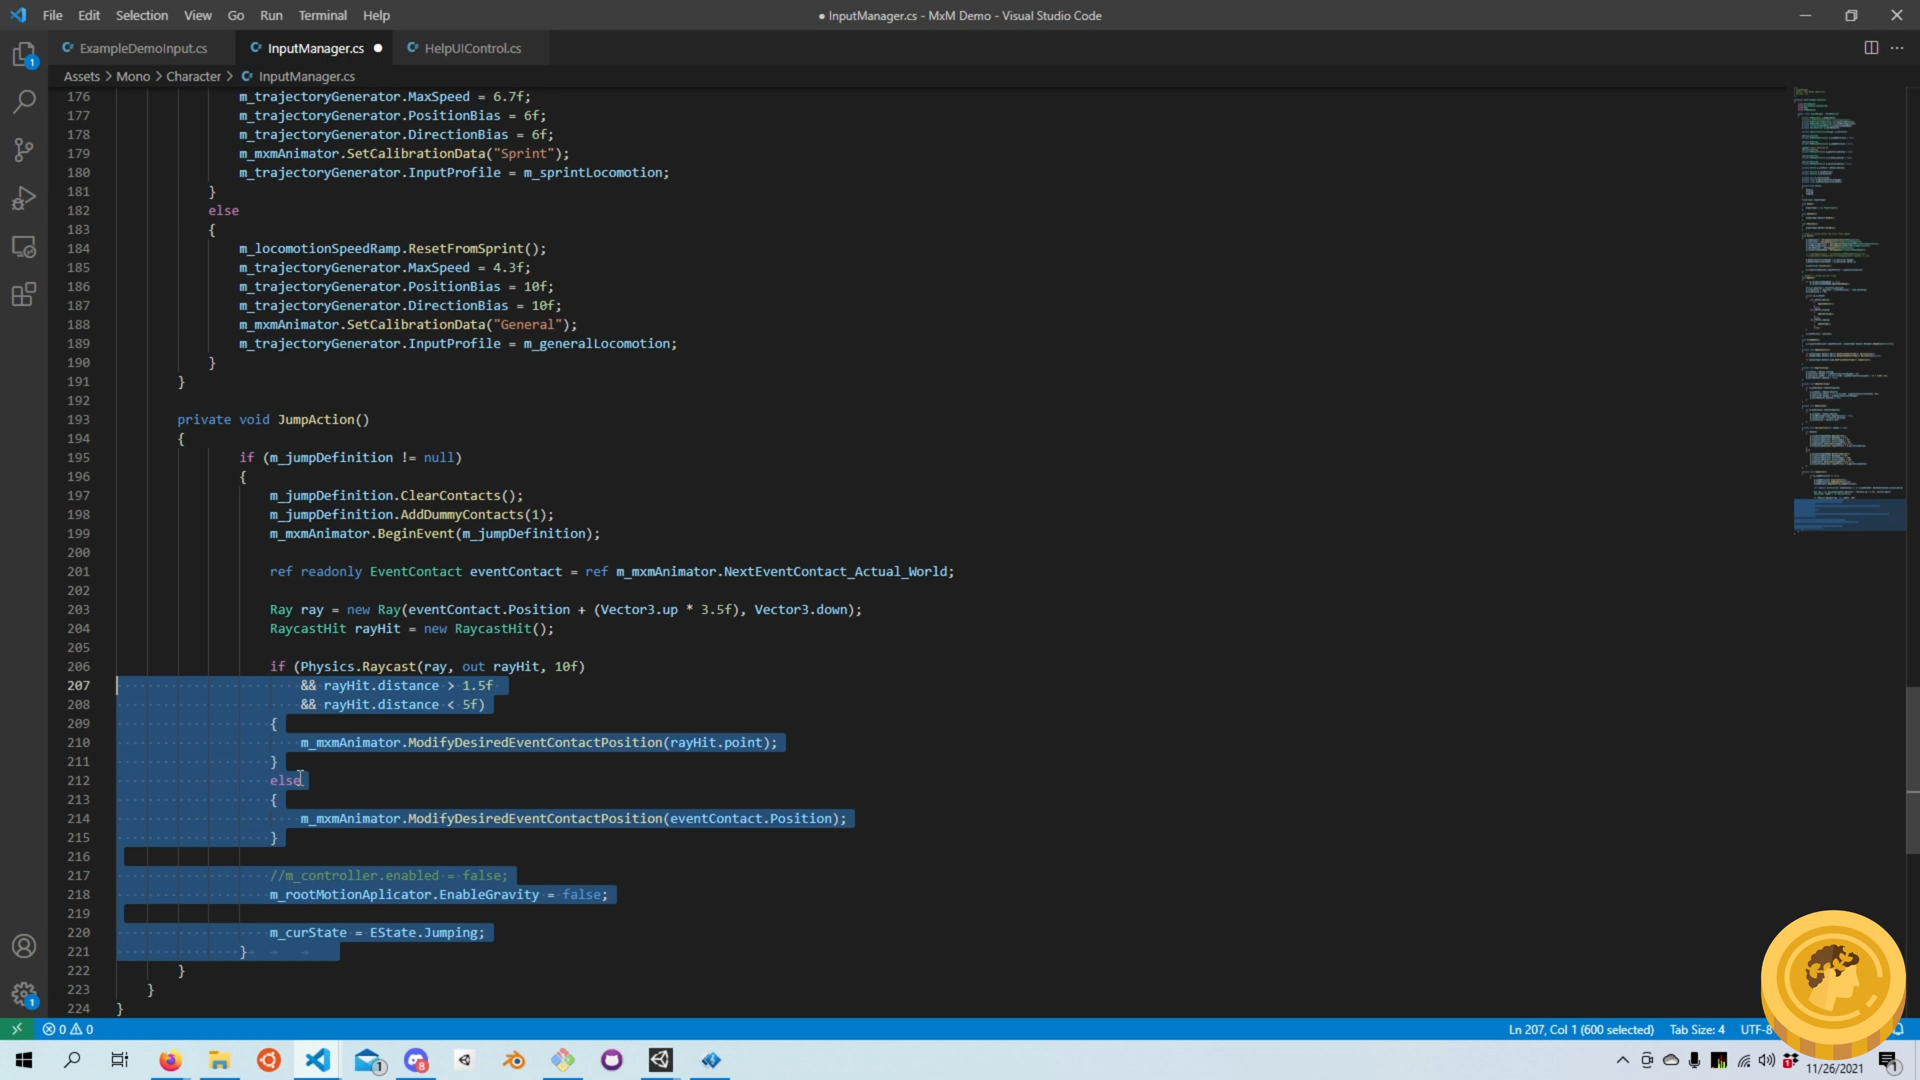 File Edit Selection View Go Run Terminal Help
● InputManager.cs - MxM Demo - Visual Studio Code
ExampleDemoInput.cs InputManager.cs ● HelpUIControl.cs
Assets > Mono > Character > InputManager.cs
176 m_trajectoryGenerator.MaxSpeed = 6.7f;
177 m_trajectoryGenerator.PositionBias = 6f;
178 m_trajectoryGenerator.DirectionBias = 6f;
179 m_mxmAnimator.SetCalibrationData("Sprint");
180 m_trajectoryGenerator.InputProfile = m_sprintLocomotion;
181 }
182 else
183 {
184 m_locomotionSpeedRamp.ResetFromSprint();
185 m_trajectoryGenerator.MaxSpeed = 4.3f;
186 m_trajectoryGenerator.PositionBias = 10f;
187 m_trajectoryGenerator.DirectionBias = 10f;
188 m_mxmAnimator.SetCalibrationData("General");
189 m_trajectoryGenerator.InputProfile = m_generalLocomotion;
190 }
191 }
192
193 private void JumpAction()
194 {
195 if (m_jumpDefinition != null)
196 {
197 m_jumpDefinition.ClearContacts();
198 m_jumpDefinition.AddDummyContacts(1);
199 m_mxmAnimator.BeginEvent(m_jumpDefinition);
200
201 ref readonly EventContact eventContact = ref m_mxmAnimator.NextEventContact_Actual_World;
202
203 Ray ray = new Ray(eventContact.Position + (Vector3.up * 3.5f), Vector3.down);
204 RaycastHit rayHit = new RaycastHit();
205
206 if (Physics.Raycast(ray, out rayHit, 10f)
207 && rayHit.distance > 1.5f
208 && rayHit.distance < 5f)
209 {
210 m_mxmAnimator.ModifyDesiredEventContactPosition(rayHit.point);
211 }
212 else
213 {
214 m_mxmAnimator.ModifyDesiredEventContactPosition(eventContact.Position);
215 }
216
217 //m_controller.enabled = false;
218 m_rootMotionAplicator.EnableGravity = false;
219
220 m_curState = EState.Jumping;
221 }
222 }
223 }
224 }
0 0 Ln 207, Col 1 (600 selected) Tab Size: 4 UTF-8
11/26/2021